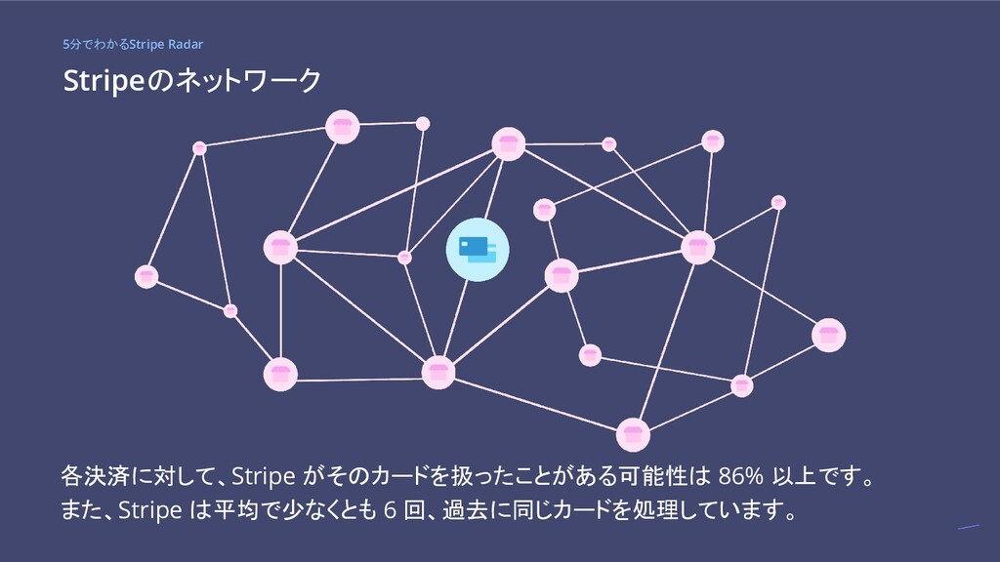 5分でわかるStripe Radar
Stripeのネットワーク
各決済に対して、Stripe がそのカードを扱ったことがある可能性は 86% 以上です。
また、Stripe は平均で少なくとも 6 回、過去に同じカードを処理しています。